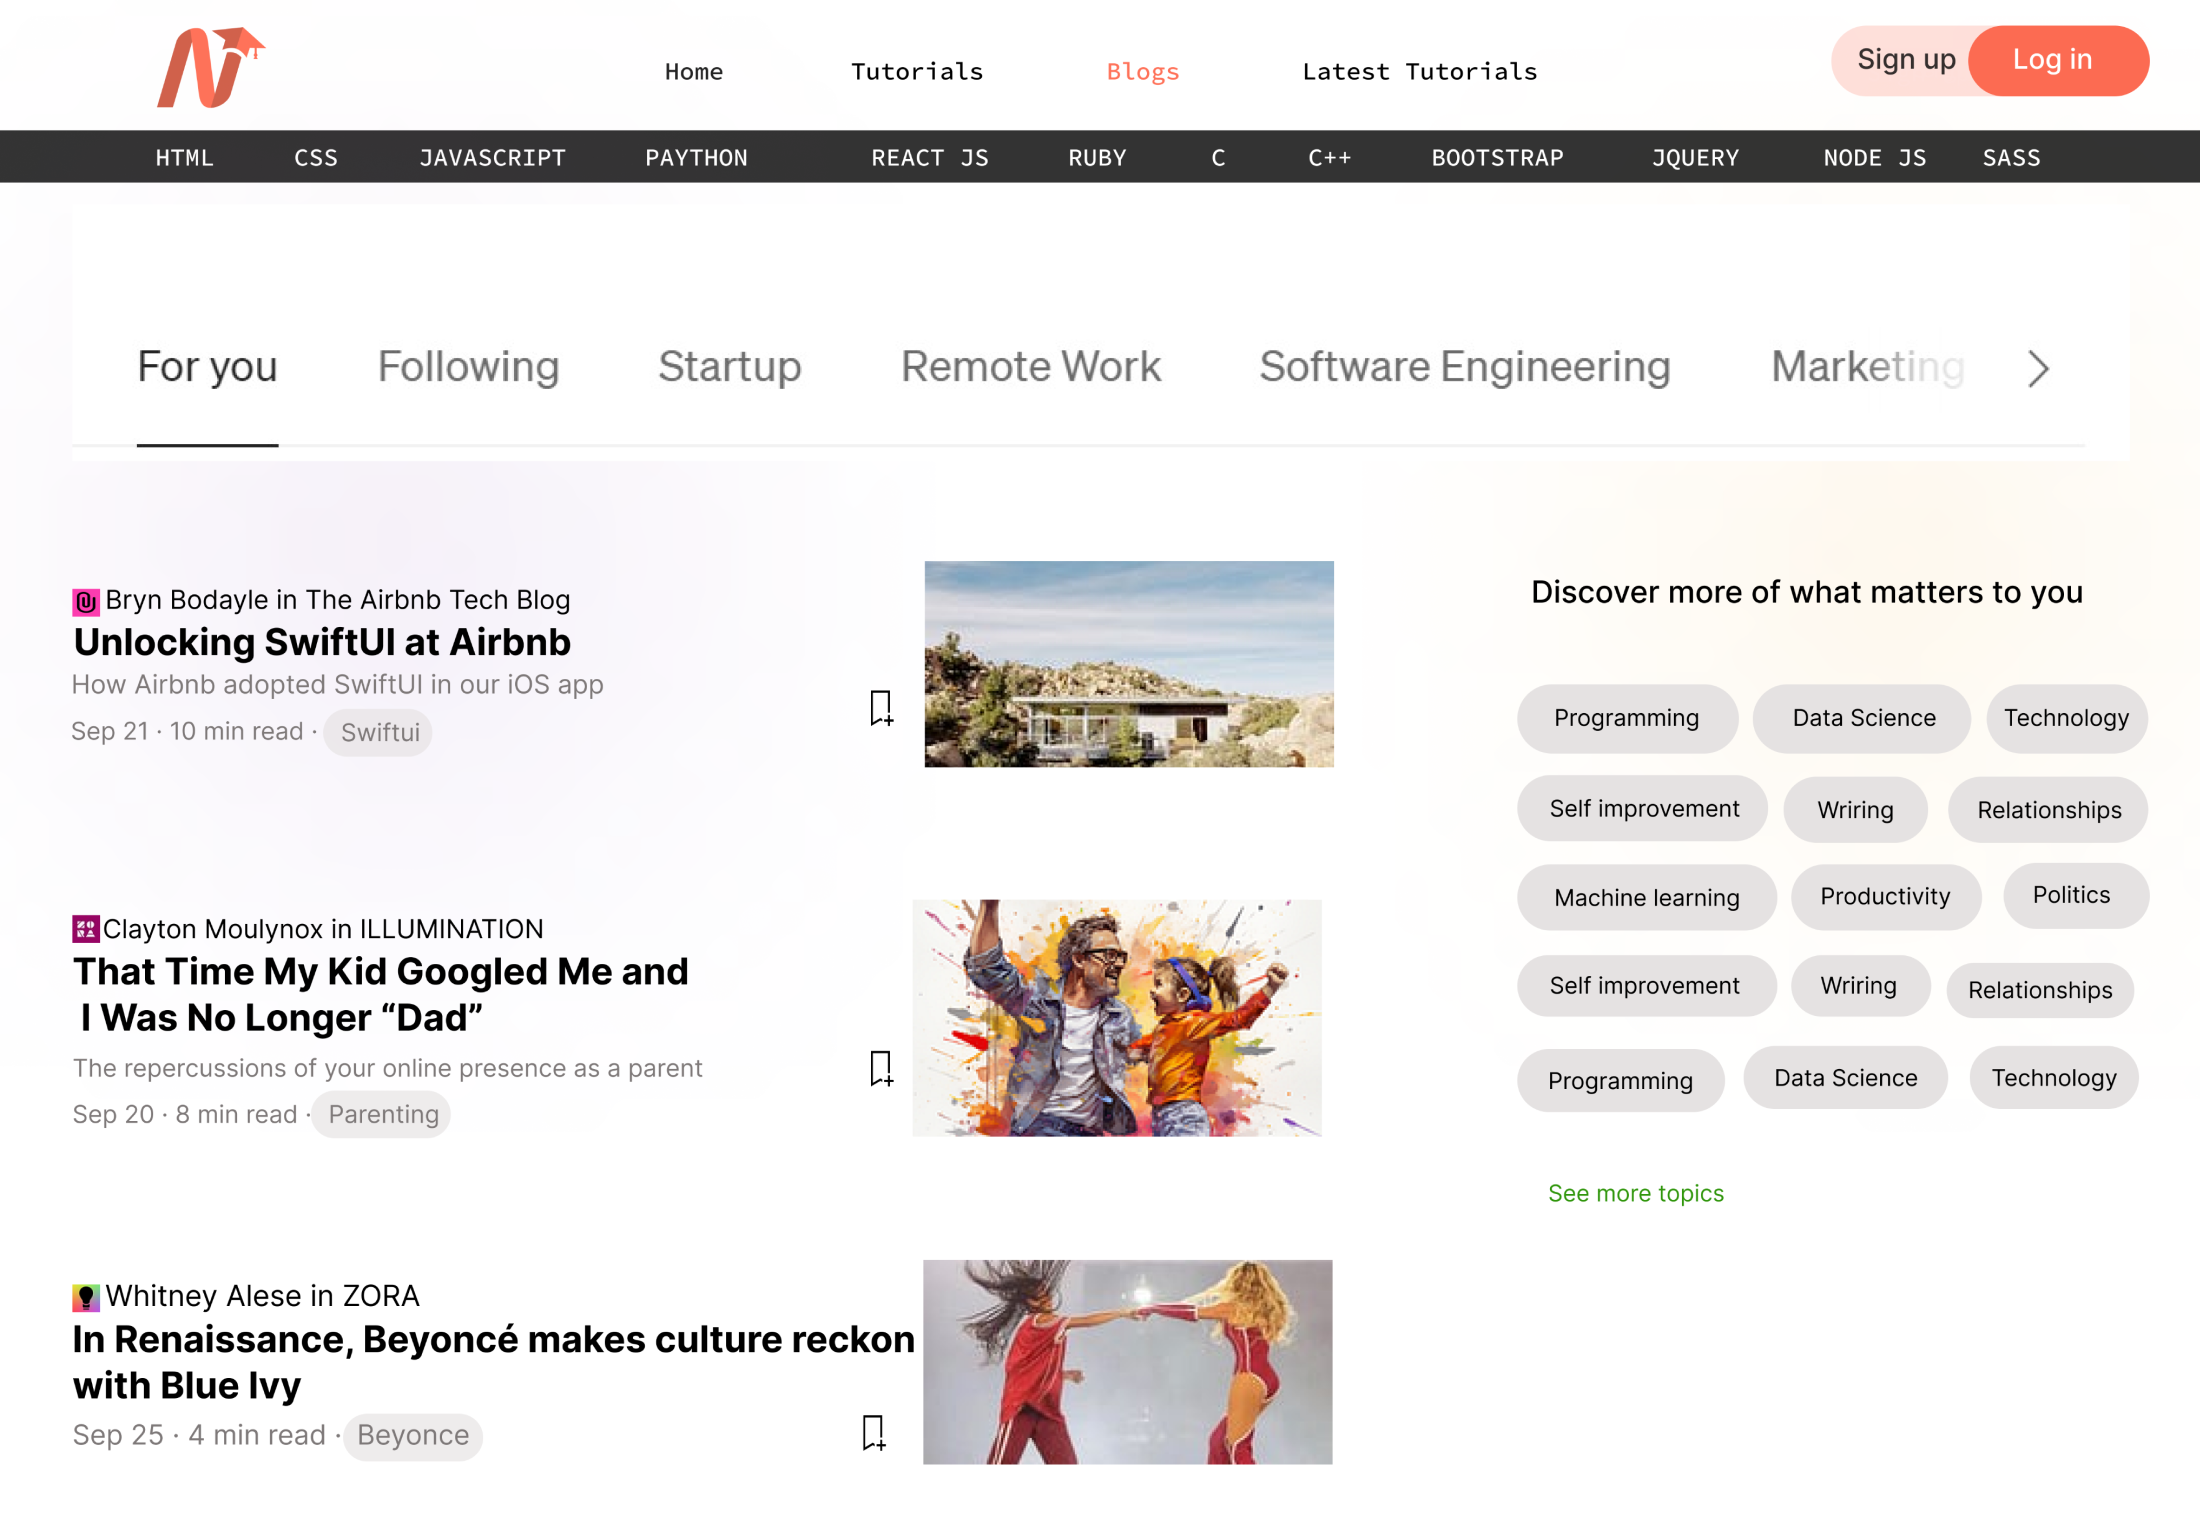 Home Tutorials Blogs Latest Tutorials Sign up Log in
HTML CSS JAVASCRIPT PAYTHON REACT JS RUBY C C++ BOOTSTRAP JQUERY NODE JS SASS
For you Following Startup Remote Work Software Engineering Marketing
Bryn Bodayle in The Airbnb Tech Blog
Unlocking SwiftUI at Airbnb
How Airbnb adopted SwiftUI in our iOS app
Sep 21 · 10 min read · Swiftui
Clayton Moulynox in ILLUMINATION
That Time My Kid Googled Me and
I Was No Longer “Dad”
The repercussions of your online presence as a parent
Sep 20 · 8 min read · Parenting
Whitney Alese in ZORA
In Renaissance, Beyoncé makes culture reckon
with Blue Ivy
Sep 25 · 4 min read · Beyonce
Discover more of what matters to you
Programming Data Science Technology
Self improvement Wriring Relationships
Machine learning Productivity Politics
Self improvement Wriring Relationships
Programming Data Science Technology
See more topics